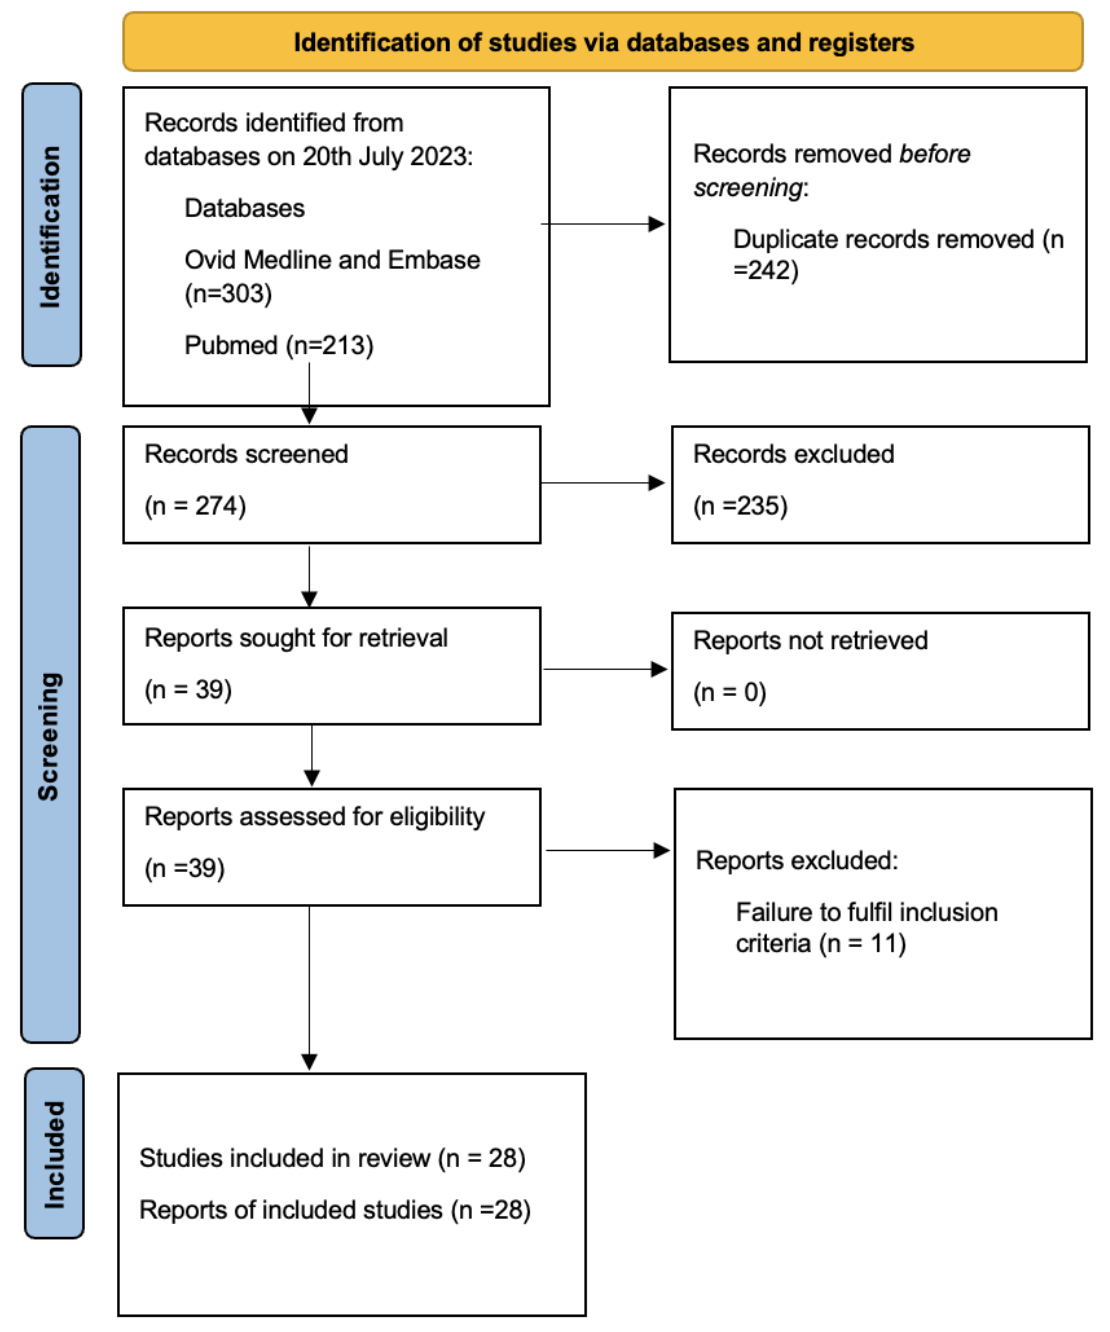 Identification of studies via databases and registers
Identification
Records identified from
databases on 20th July 2023:
Databases
Ovid Medline and Embase
(n=303)
Pubmed (n=213)
Records removed before
screening:
Duplicate records removed (n
=242)
Screening
Records screened
(n = 274)
Records excluded
(n =235)
Reports sought for retrieval
(n = 39)
Reports not retrieved
(n = 0)
Reports assessed for eligibility
(n =39)
Reports excluded:
Failure to fulfil inclusion
criteria (n = 11)
Included
Studies included in review (n = 28)
Reports of included studies (n =28)